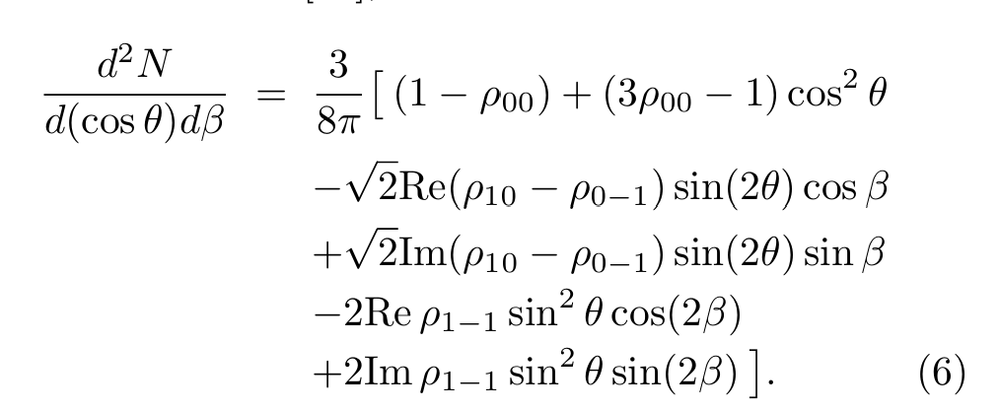 d²N / d(cos θ)dβ = 3/8π [ (1 − ρ₀₀) + (3ρ₀₀ − 1) cos² θ
−√2Re(ρ₁₀ − ρ₀₋₁) sin(2θ) cos β
+√2Im(ρ₁₀ − ρ₀₋₁) sin(2θ) sin β
−2Re ρ₁₋₁ sin² θ cos(2β)
+2Im ρ₁₋₁ sin² θ sin(2β) ]. (6)